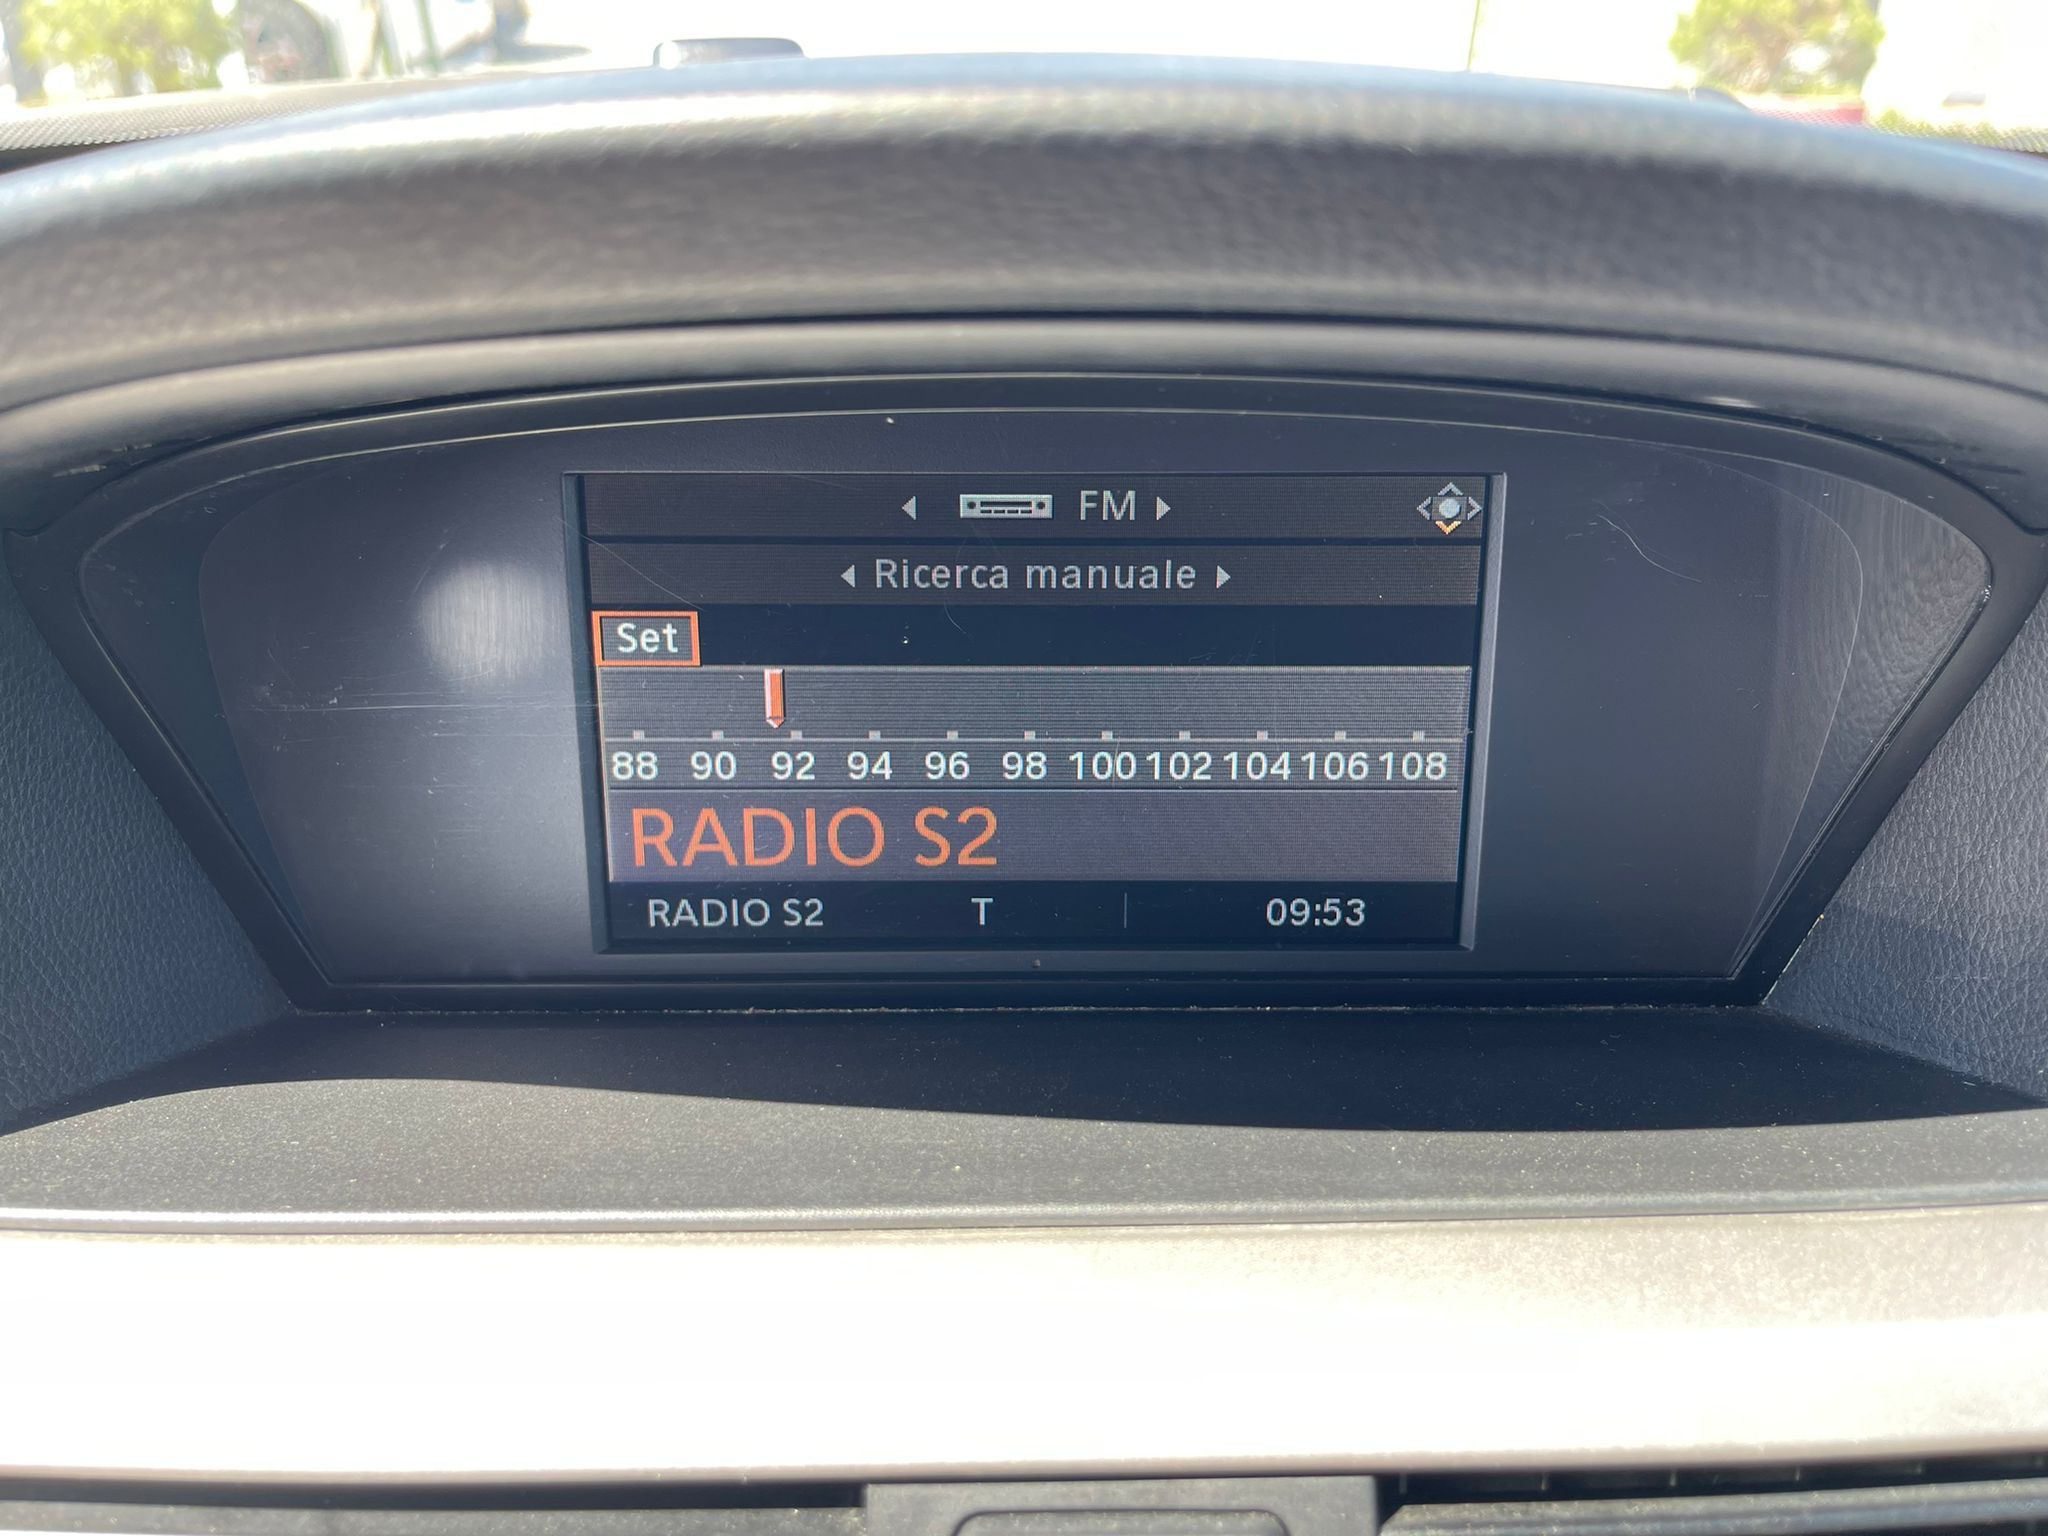 FM
Ricerca manuale
Set
88 90 92 94 96 98 100 102 104 106 108
RADIO S2
RADIO S2 T 09:53